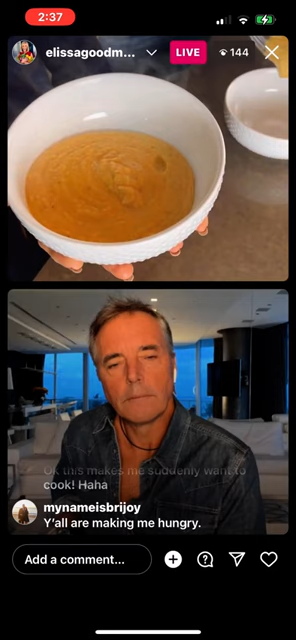 2:37
elissagoodm...
LIVE
144
OK this makes me suddenly want to
cook! Haha
mynameisbrijoy
Y'all are making me hungry.
Add a comment...